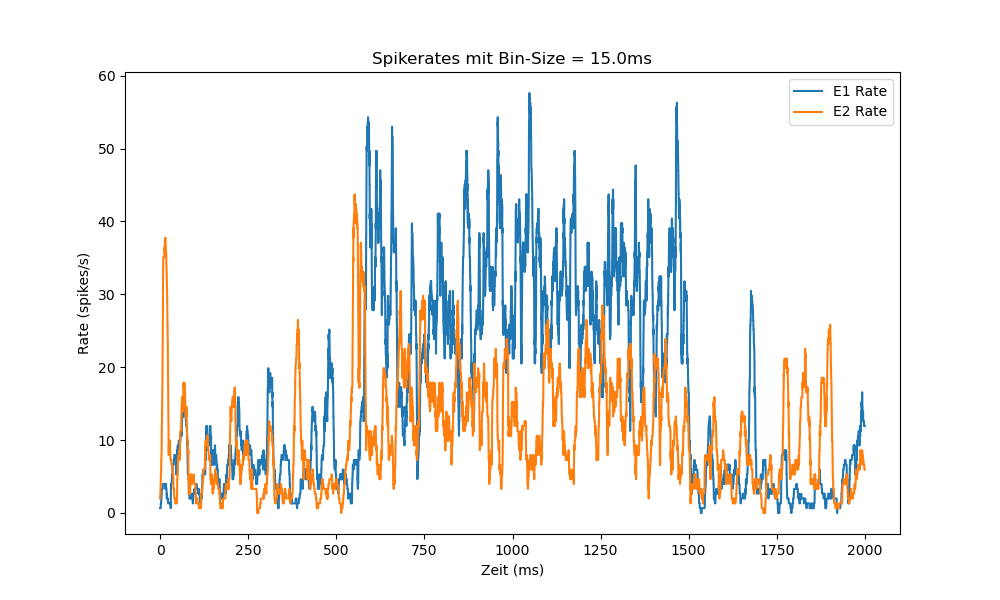 Spikerates mit Bin-Size = 15.0ms
E1 Rate
E2 Rate
Rate (spikes/s)
60
50
40
30
20
10
0
0 250 500 750 1000 1250 1500 1750 2000
Zeit (ms)